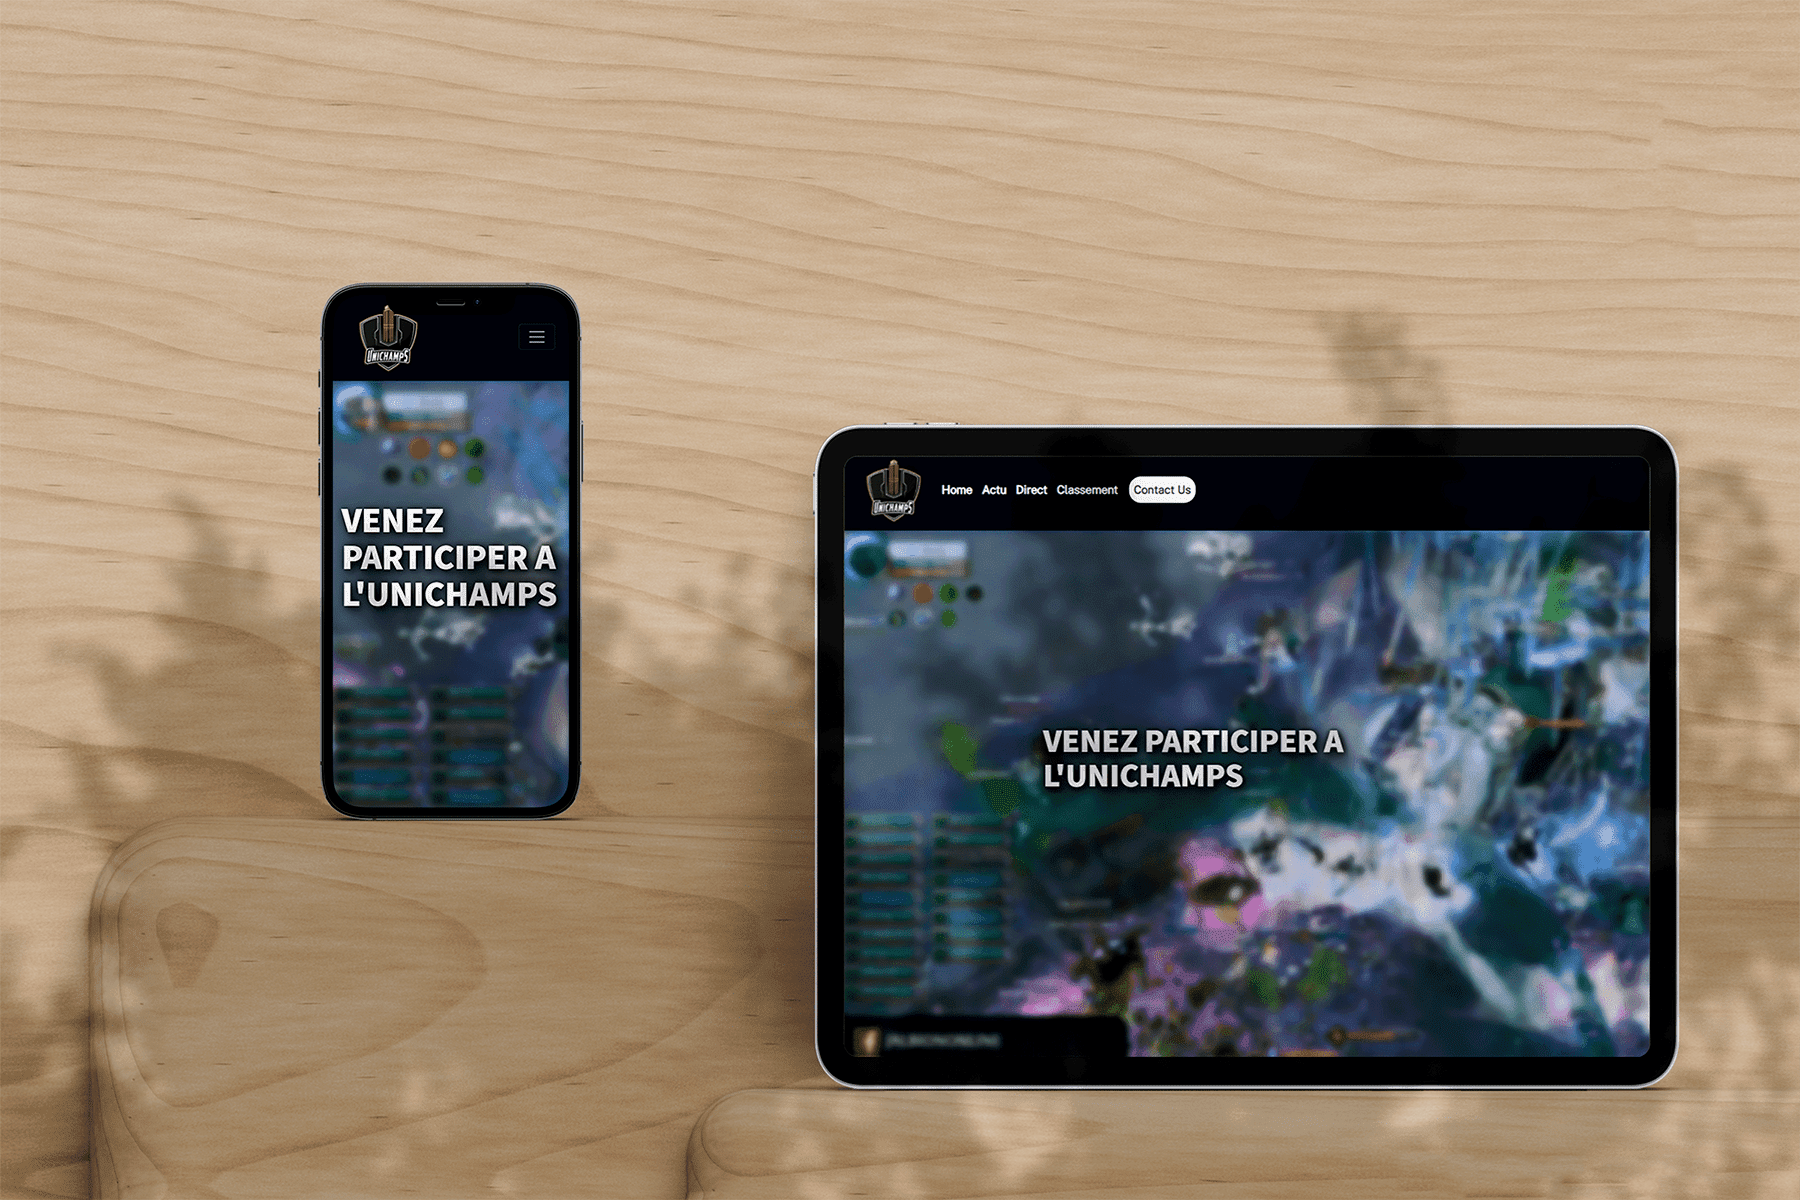 UNICHAMPS
VENEZ
PARTICIPER A
L'UNICHAMPS
UNICHAMPS
Home Actu Direct Classement Contact Us
VENEZ PARTICIPER A
L'UNICHAMPS